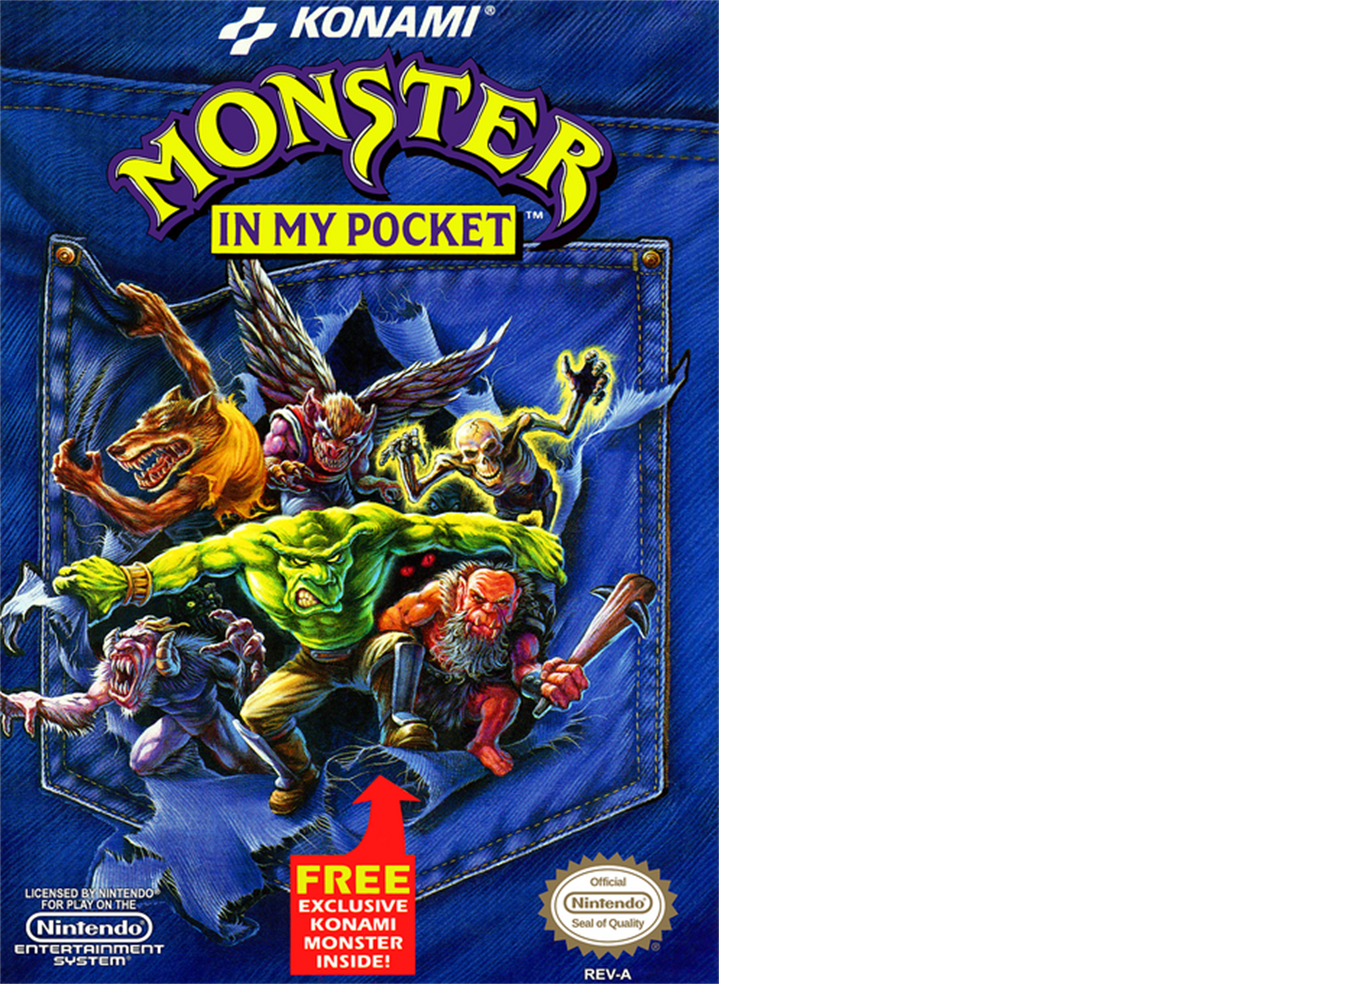 KONAMI®
MONSTER
IN MY POCKET™
LICENSED BY NINTENDO®
FOR PLAY ON THE
Nintendo®
ENTERTAINMENT
SYSTEM®
FREE
EXCLUSIVE
KONAMI
MONSTER
INSIDE!
Official
Nintendo®
Seal of Quality
®
REV-A